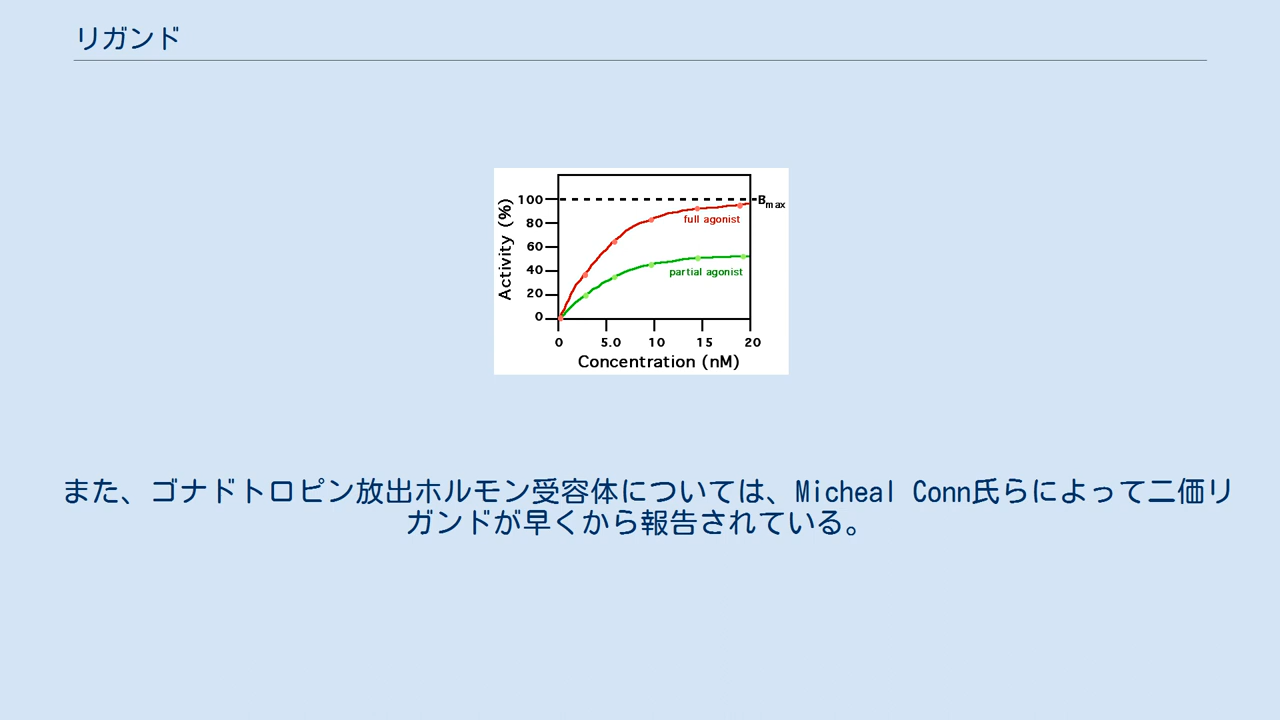 リガンド
100
80
60
40
20
0
Activity (%)
Bmax
full agonist
partial agonist
0 5.0 10 15 20
Concentration (nM)
また、ゴナドトロピン放出ホルモン受容体については、Micheal Conn氏らによって二価リ
ガンドが早くから報告されている。